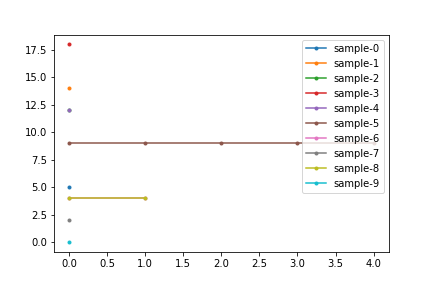 17.5
15.0
12.5
10.0
7.5
5.0
2.5
0.0
0.0
0.5
1.0
1.5
2.0
2.5
3.0
3.5
4.0
sample-0
sample-1
sample-2
sample-3
sample-4
sample-5
sample-6
sample-7
sample-8
sample-9